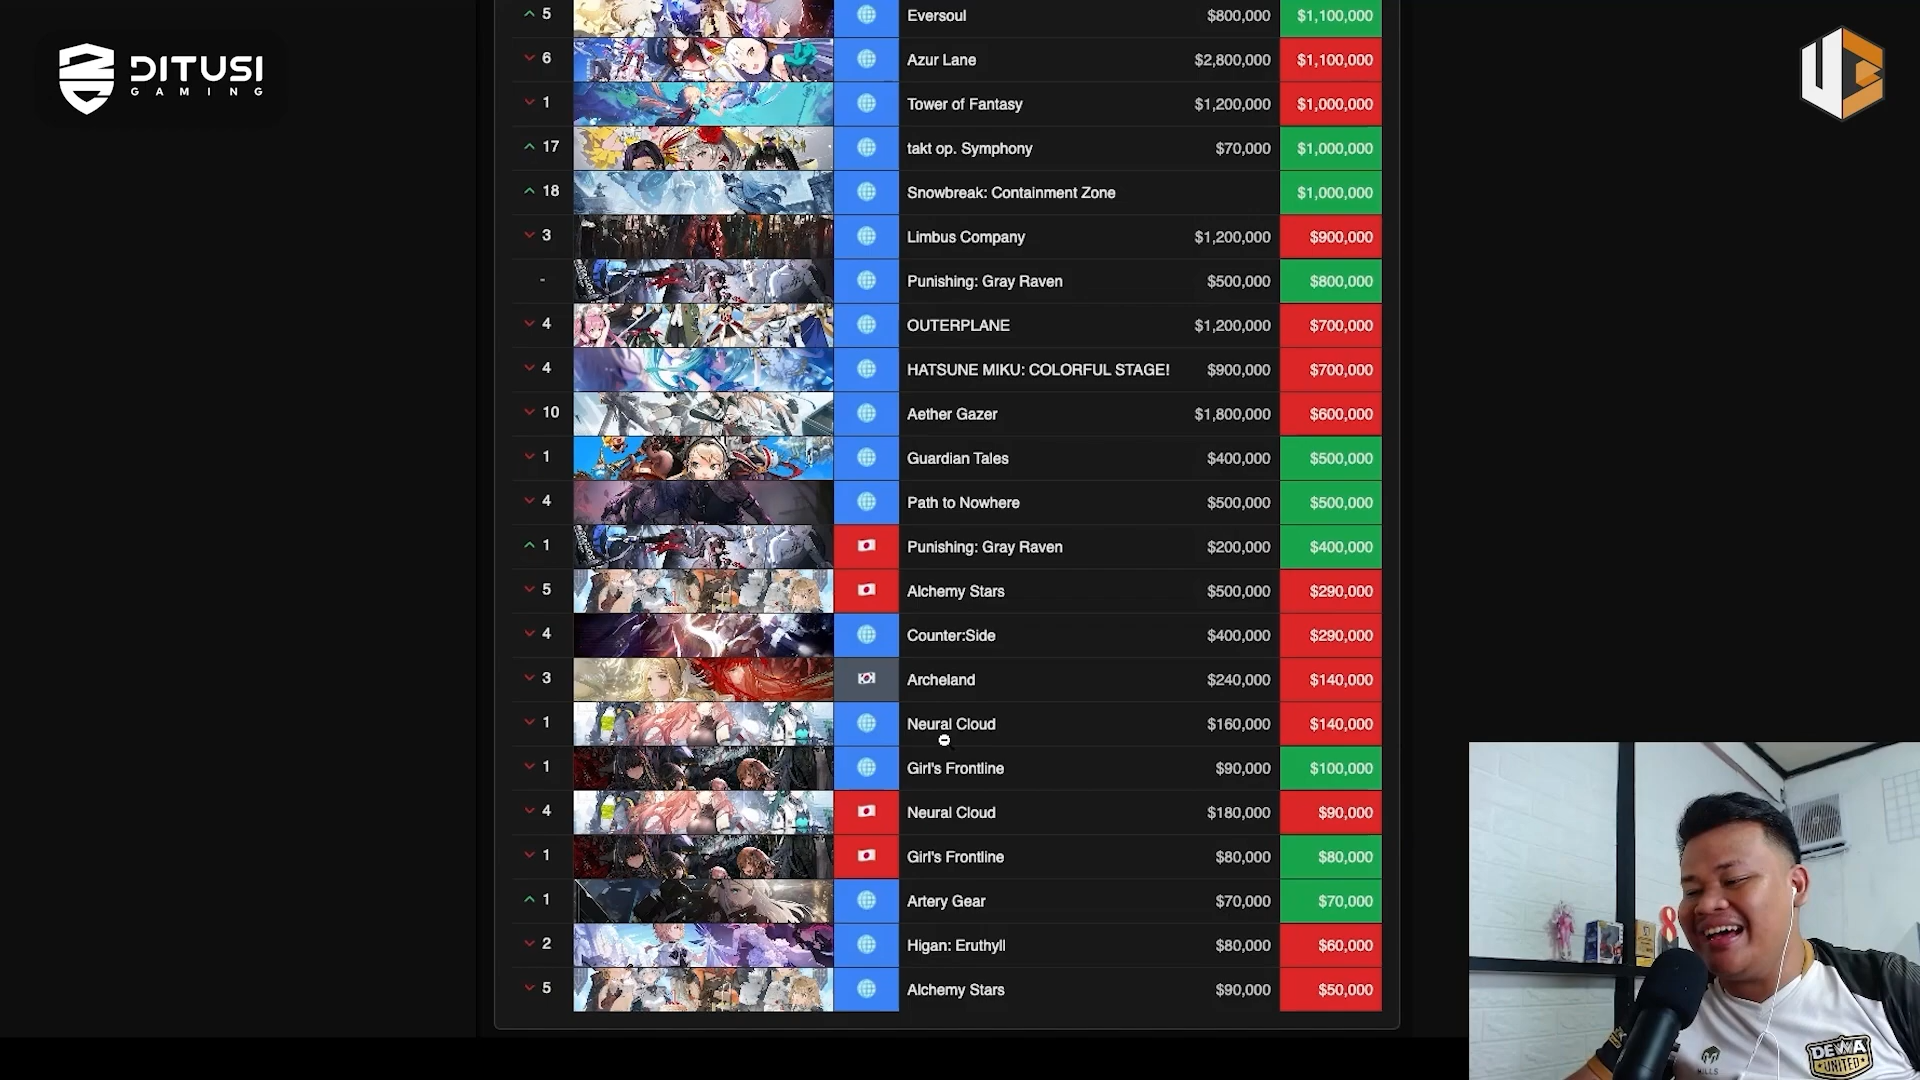 DITUSI
GAMING
5 Eversoul $800,000 $1,100,000
6 Azur Lane $2,800,000 $1,100,000
1 Tower of Fantasy $1,200,000 $1,000,000
17 takt op. Symphony $70,000 $1,000,000
18 Snowbreak: Containment Zone $1,000,000
3 Limbus Company $1,200,000 $900,000
- Punishing: Gray Raven $500,000 $800,000
4 OUTERPLANE $1,200,000 $700,000
4 HATSUNE MIKU: COLORFUL STAGE! $900,000 $700,000
10 Aether Gazer $1,800,000 $600,000
1 Guardian Tales $400,000 $500,000
4 Path to Nowhere $500,000 $500,000
1 Punishing: Gray Raven $200,000 $400,000
5 Alchemy Stars $500,000 $290,000
4 Counter:Side $400,000 $290,000
3 Archeland $240,000 $140,000
1 Neural Cloud $160,000 $140,000
1 Girl's Frontline $90,000 $100,000
4 Neural Cloud $180,000 $90,000
1 Girl's Frontline $80,000 $80,000
1 Artery Gear $70,000 $70,000
2 Higan: Eruthyll $80,000 $60,000
5 Alchemy Stars $90,000 $50,000
8
MILLS
DEWA
UNITED